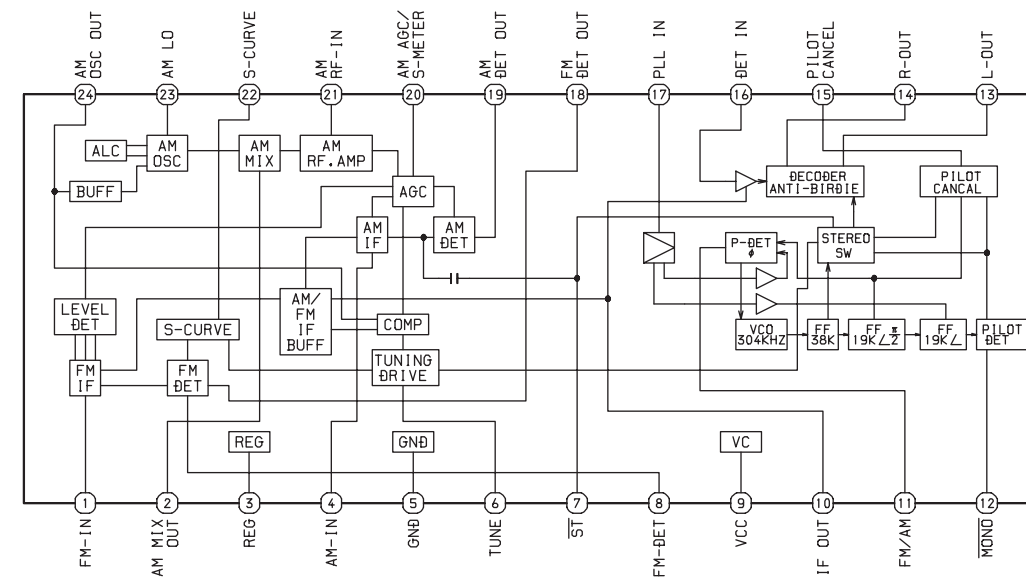 AM
OSC OUT
AM LO
S-CURVE
AM
RF-IN
AM AGC/
S-METER
AM
DET OUT
FM
DET OUT
PLL IN
DET IN
PILOT
CANCEL
R-OUT
L-OUT
24
23
22
21
20
19
18
17
16
15
14
13
ALC
AM
OSC
AM
MIX
AM
RF.AMP
BUFF
AGC
DECODER
ANTI-BIRDIE
PILOT
CANCAL
AM
IF
AM
DET
P-DET
ϕ
STEREO
SW
LEVEL
DET
S-CURVE
AM/
FM
IF
BUFF
COMP
VCO
304KHZ
FF
38K
FF
19K∠π/2
FF
19K∠
PILOT
DET
FM
IF
FM
DET
TUNING
DRIVE
REG
GND
VC
1
2
3
4
5
6
7
8
9
10
11
12
FM-IN
AM MIX
OUT
REG
AM-IN
GND
TUNE
S̅T̅
FM-DET
VCC
IF OUT
FM/AM
M̅O̅N̅O̅